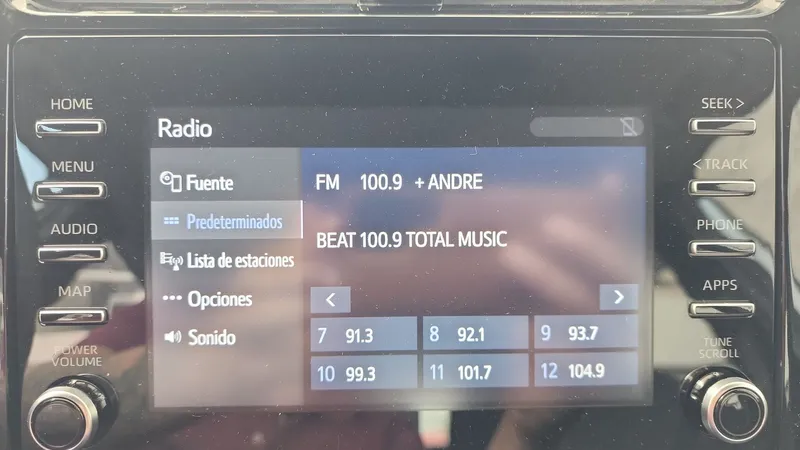 HOME
MENU
AUDIO
MAP
POWER
VOLUME
Radio
Fuente
Predeterminados
Lista de estaciones
Opciones
Sonido
FM 100.9 + ANDRE
BEAT 100.9 TOTAL MUSIC
< >
7 91.3 8 92.1 9 93.7
10 99.3 11 101.7 12 104.9
SEEK >
< TRACK
PHONE
APPS
TUNE
SCROLL